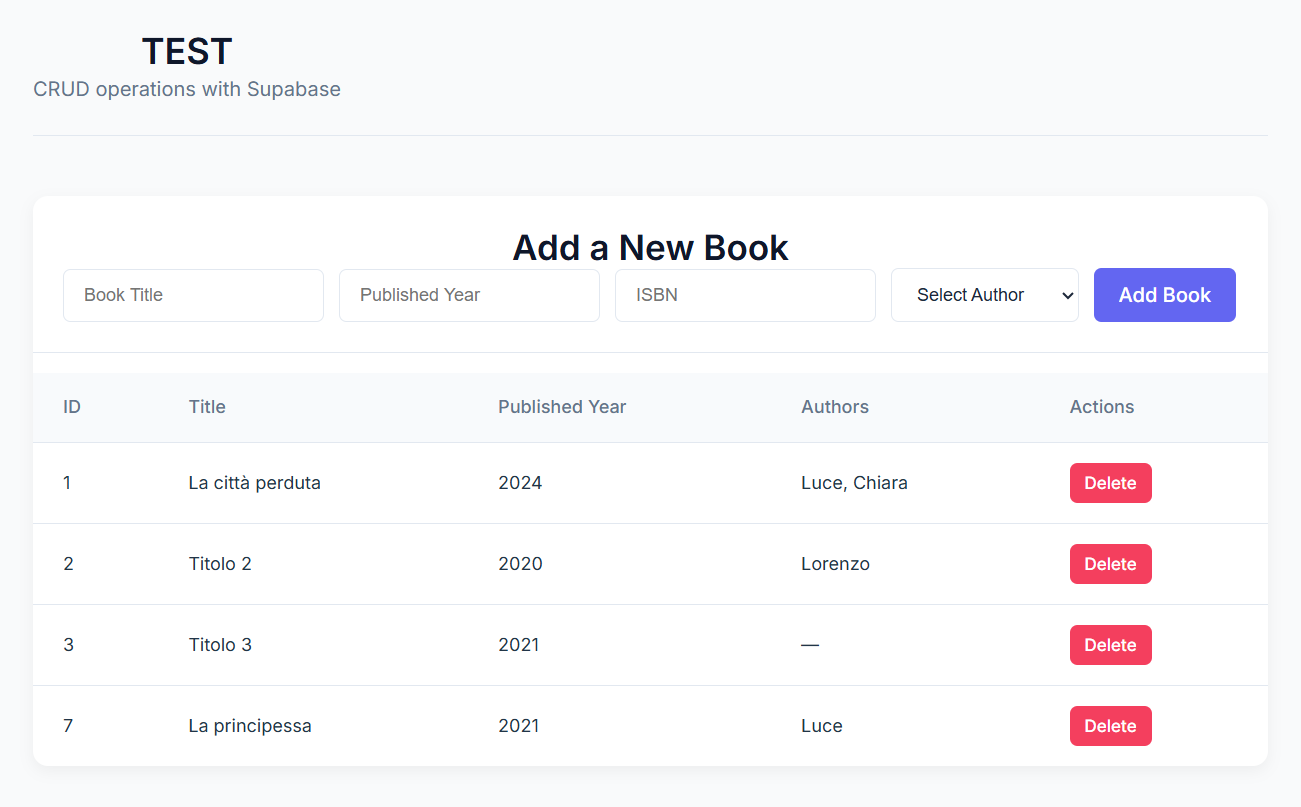 TEST
CRUD operations with Supabase
Add a New Book
Book Title Published Year ISBN Select Author Add Book
ID Title Published Year Authors Actions
1 La città perduta 2024 Luce, Chiara Delete
2 Titolo 2 2020 Lorenzo Delete
3 Titolo 3 2021 — Delete
7 La principessa 2021 Luce Delete